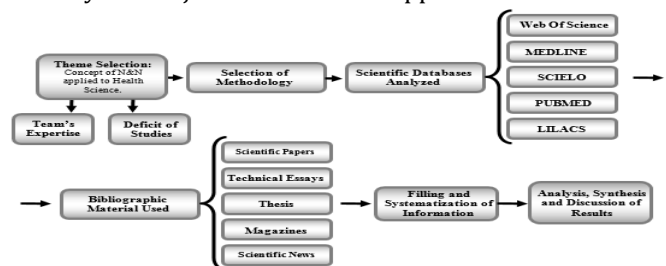 Theme Selection:
Concept of N&N
applied to Health
Science.
Team's
Expertise
Deficit of
Studies
Selection of
Methodology
Scientific Databases
Analyzed
Web Of Science
MEDLINE
SCIELO
PUBMED
LILACS
Bibliographic
Material Used
Scientific Papers
Technical Essays
Thesis
Magazines
Scientific News
Filling and
Systematization of
Information
Analysis, Synthesis
and Discussion of
Results